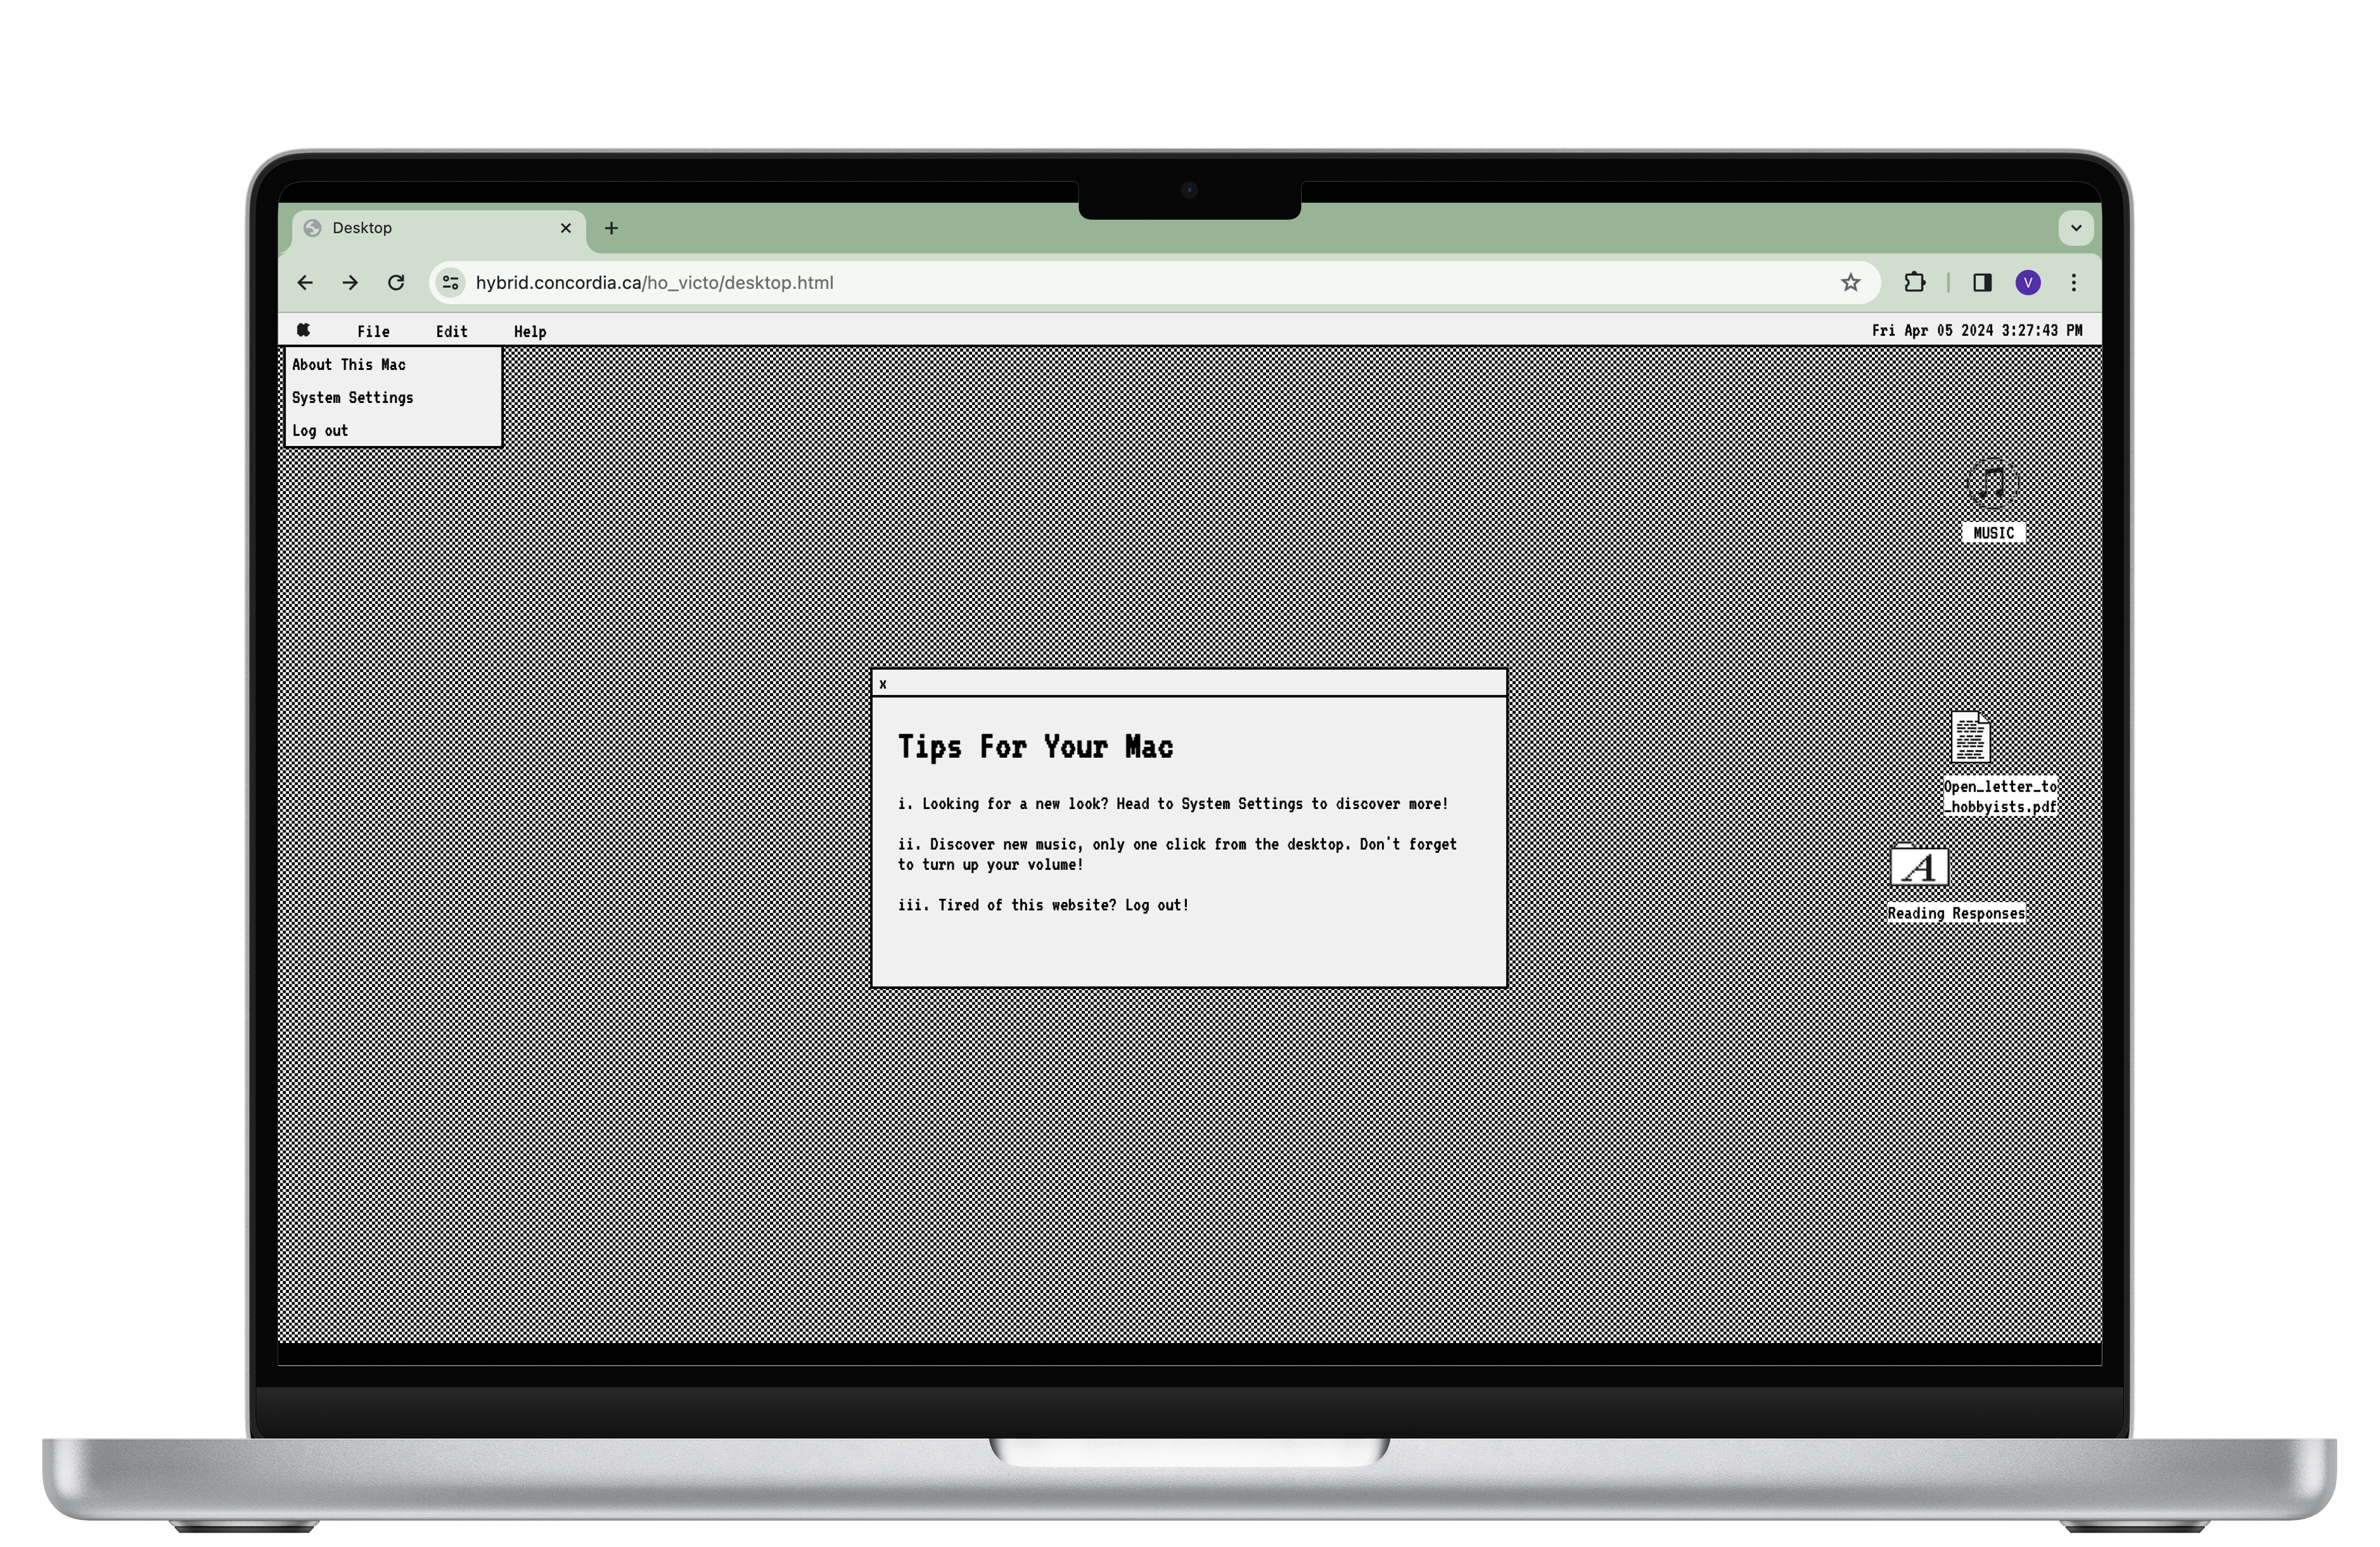 Desktop
hybrid.concordia.ca/ho_victo/desktop.html
V
File Edit Help
Fri Apr 05 2024 3:27:43 PM
About This Mac
System Settings
Log out
MUSIC
x
Tips For Your Mac
i. Looking for a new look? Head to System Settings to discover more!
ii. Discover new music, only one click from the desktop. Don't forget
to turn up your volume!
iii. Tired of this website? Log out!
Open_letter_to
_hobbyists.pdf
A
Reading Responses